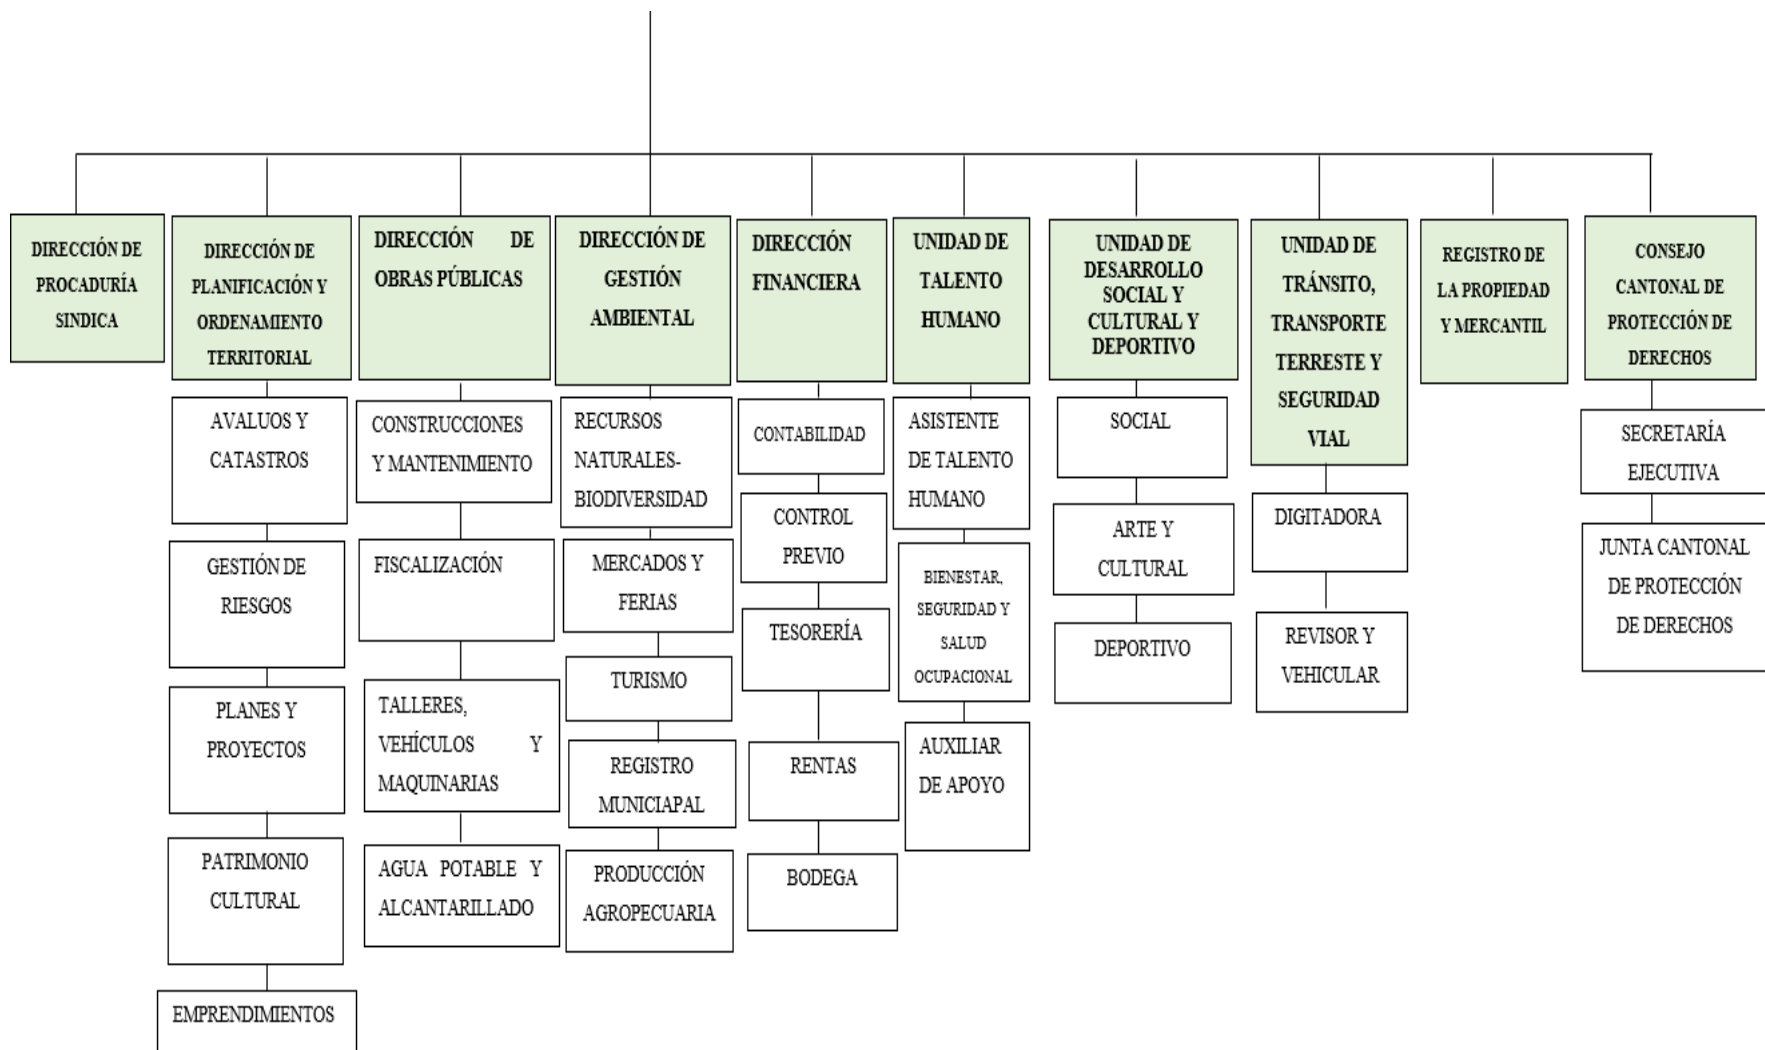 DIRECCIÓN DE
PROCADURÍA
SINDICA
DIRECCIÓN DE
PLANIFICACIÓN Y
ORDENAMIENTO
TERRITORIAL
DIRECCIÓN DE
OBRAS PÚBLICAS
DIRECCIÓN DE
GESTIÓN
AMBIENTAL
DIRECCIÓN
FINANCIERA
UNIDAD DE
TALENTO
HUMANO
UNIDAD DE
DESARROLLO
SOCIAL Y
CULTURAL Y
DEPORTIVO
UNIDAD DE
TRÁNSITO,
TRANSPORTE
TERRESTE Y
SEGURIDAD
VIAL
REGISTRO DE
LA PROPIEDAD
Y MERCANTIL
CONSEJO
CANTONAL DE
PROTECCIÓN DE
DERECHOS
AVALUOS Y
CATASTROS
GESTIÓN DE
RIESGOS
PLANES Y
PROYECTOS
PATRIMONIO
CULTURAL
EMPRENDIMIENTOS
CONSTRUCCIONES
Y MANTENIMIENTO
FISCALIZACIÓN
TALLERES,
VEHÍCULOS Y
MAQUINARIAS
AGUA POTABLE Y
ALCANTARILLADO
RECURSOS
NATURALES-
BIODIVERSIDAD
MERCADOS Y
FERIAS
TURISMO
REGISTRO
MUNICIAPAL
PRODUCCIÓN
AGROPECUARIA
CONTABILIDAD
CONTROL
PREVIO
TESORERÍA
RENTAS
BODEGA
ASISTENTE
DE TALENTO
HUMANO
BIENESTAR,
SEGURIDAD Y
SALUD
OCUPACIONAL
AUXILIAR
DE APOYO
SOCIAL
ARTE Y
CULTURAL
DEPORTIVO
DIGITADORA
REVISOR Y
VEHICULAR
SECRETARÍA
EJECUTIVA
JUNTA CANTONAL
DE PROTECCIÓN
DE DERECHOS